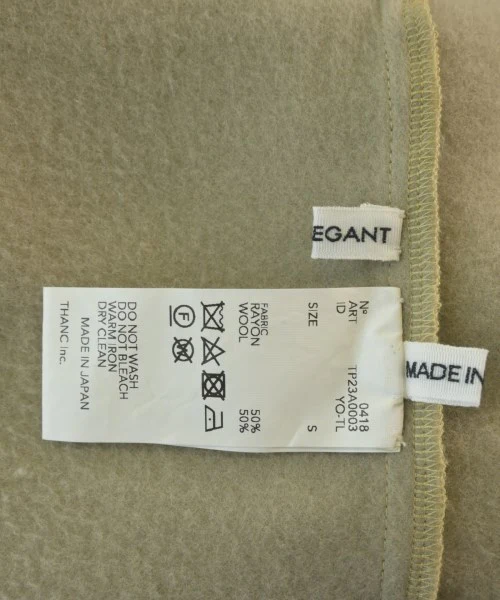 EGANT
MADE IN
Nº 0418
ART TP23A0003
ID YO-TL
SIZE S
FABRIC
RAYON 50%
WOOL 50%
DO NOT WASH
DO NOT BLEACH
WARM IRON
DRY CLEAN
MADE IN JAPAN
THANC Inc.